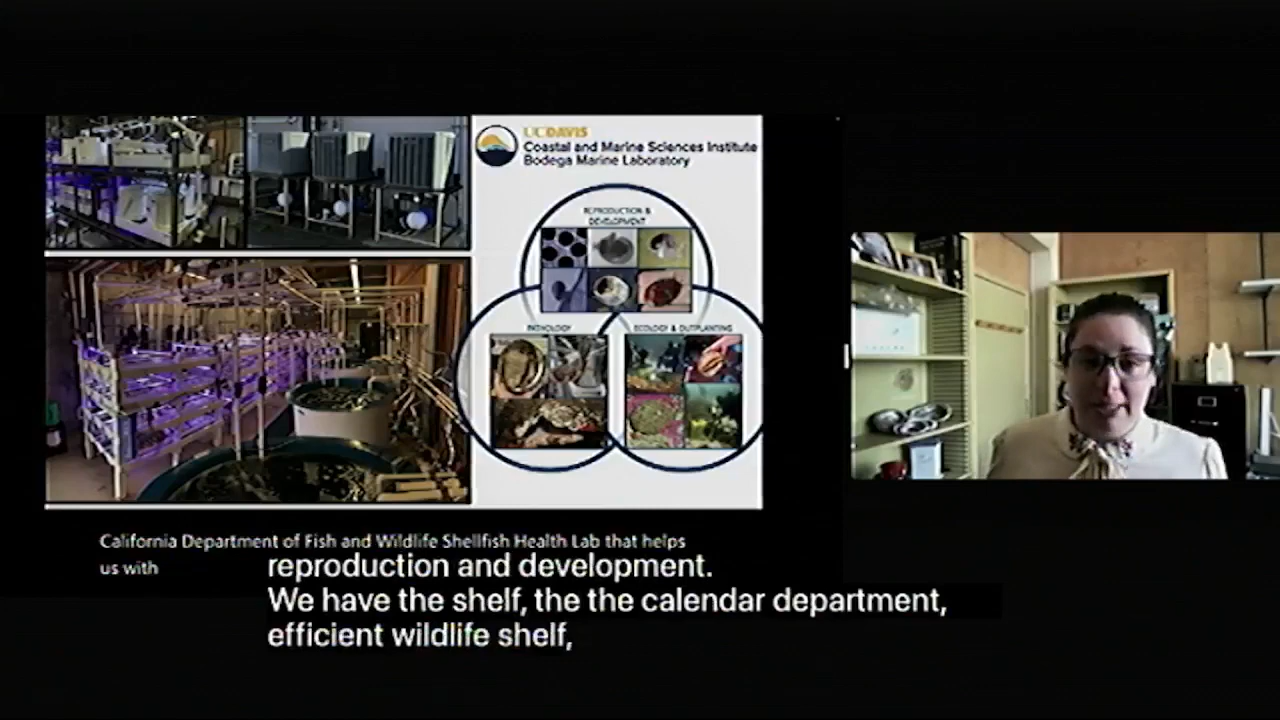 UCDAVIS
Coastal and Marine Sciences Institute
Bodega Marine Laboratory
REPRODUCTION &
DEVELOPMENT
PATHOLOGY
ECOLOGY & OUTPLANTING
California Department of Fish and Wildlife Shellfish Health Lab that helps
us with
reproduction and development.
We have the shelf, the the calendar department,
efficient wildlife shelf,